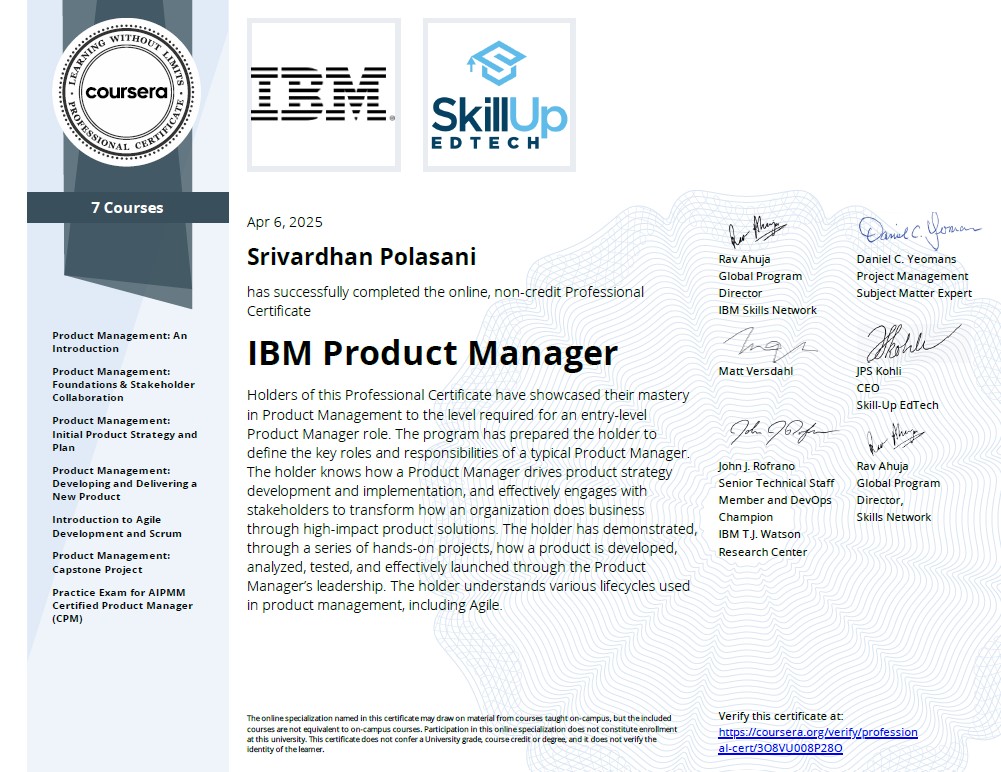 LEARNING WITHOUT LIMITS
coursera
PROFESSIONAL CERTIFICATE
IBM
SkillUp
EDTECH
7 Courses
Product Management: An
Introduction
Product Management:
Foundations & Stakeholder
Collaboration
Product Management:
Initial Product Strategy and
Plan
Product Management:
Developing and Delivering a
New Product
Introduction to Agile
Development and Scrum
Product Management:
Capstone Project
Practice Exam for AIPMM
Certified Product Manager
(CPM)
Apr 6, 2025
Srivardhan Polasani
has successfully completed the online, non-credit Professional
Certificate
IBM Product Manager
Holders of this Professional Certificate have showcased their mastery
in Product Management to the level required for an entry-level
Product Manager role. The program has prepared the holder to
define the key roles and responsibilities of a typical Product Manager.
The holder knows how a Product Manager drives product strategy
development and implementation, and effectively engages with
stakeholders to transform how an organization does business
through high-impact product solutions. The holder has demonstrated,
through a series of hands-on projects, how a product is developed,
analyzed, tested, and effectively launched through the Product
Manager’s leadership. The holder understands various lifecycles used
in product management, including Agile.
Rav Ahuja
Global Program
Director
IBM Skills Network
Daniel C. Yeomans
Daniel C. Yeomans
Project Management
Subject Matter Expert
Matt Versdahl
JPS Kohli
CEO
Skill-Up EdTech
John J. Rofrano
Senior Technical Staff
Member and DevOps
Champion
IBM T.J. Watson
Research Center
Rav Ahuja
Global Program
Director,
Skills Network
The online specialization named in this certificate may draw on material from courses taught on-campus, but the included
courses are not equivalent to on-campus courses. Participation in this online specialization does not constitute enrollment
at this university. This certificate does not confer a University grade, course credit or degree, and it does not verify the
identity of the learner.
Verify this certificate at:
https://coursera.org/verify/profession
al-cert/3O8VU008P28O